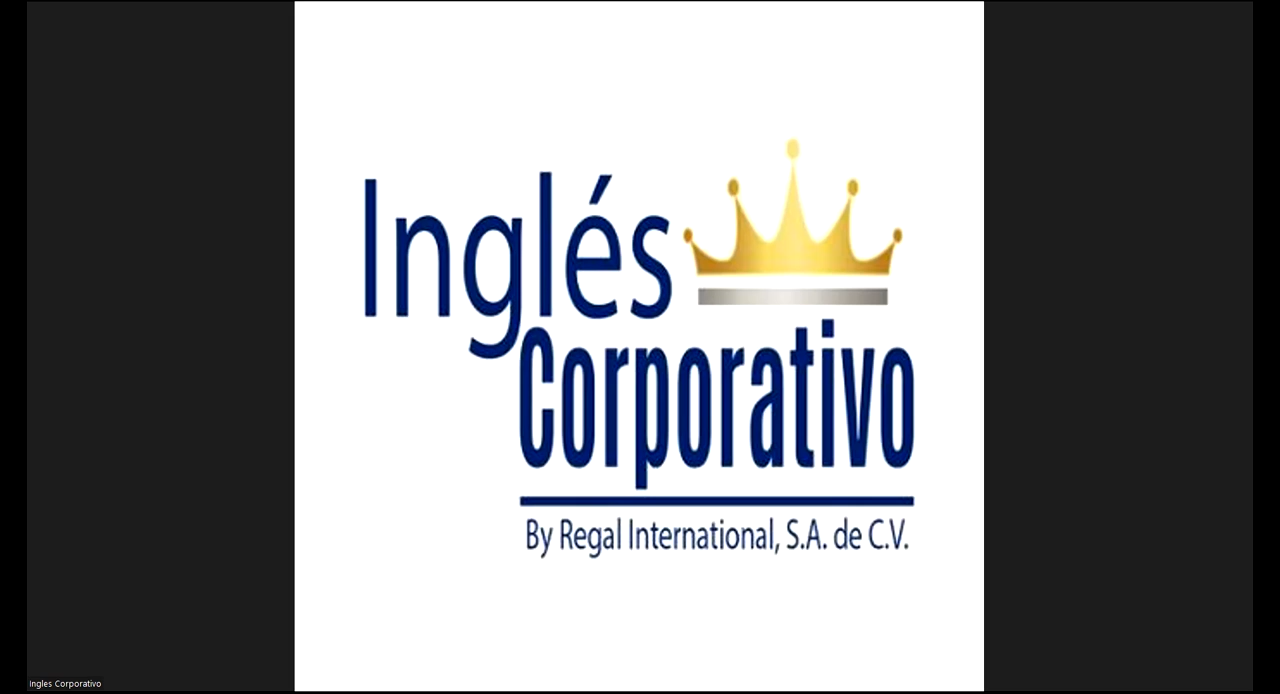 Inglés
Corporativo
By Regal International, S.A. de C.V.
Ingles Corporativo